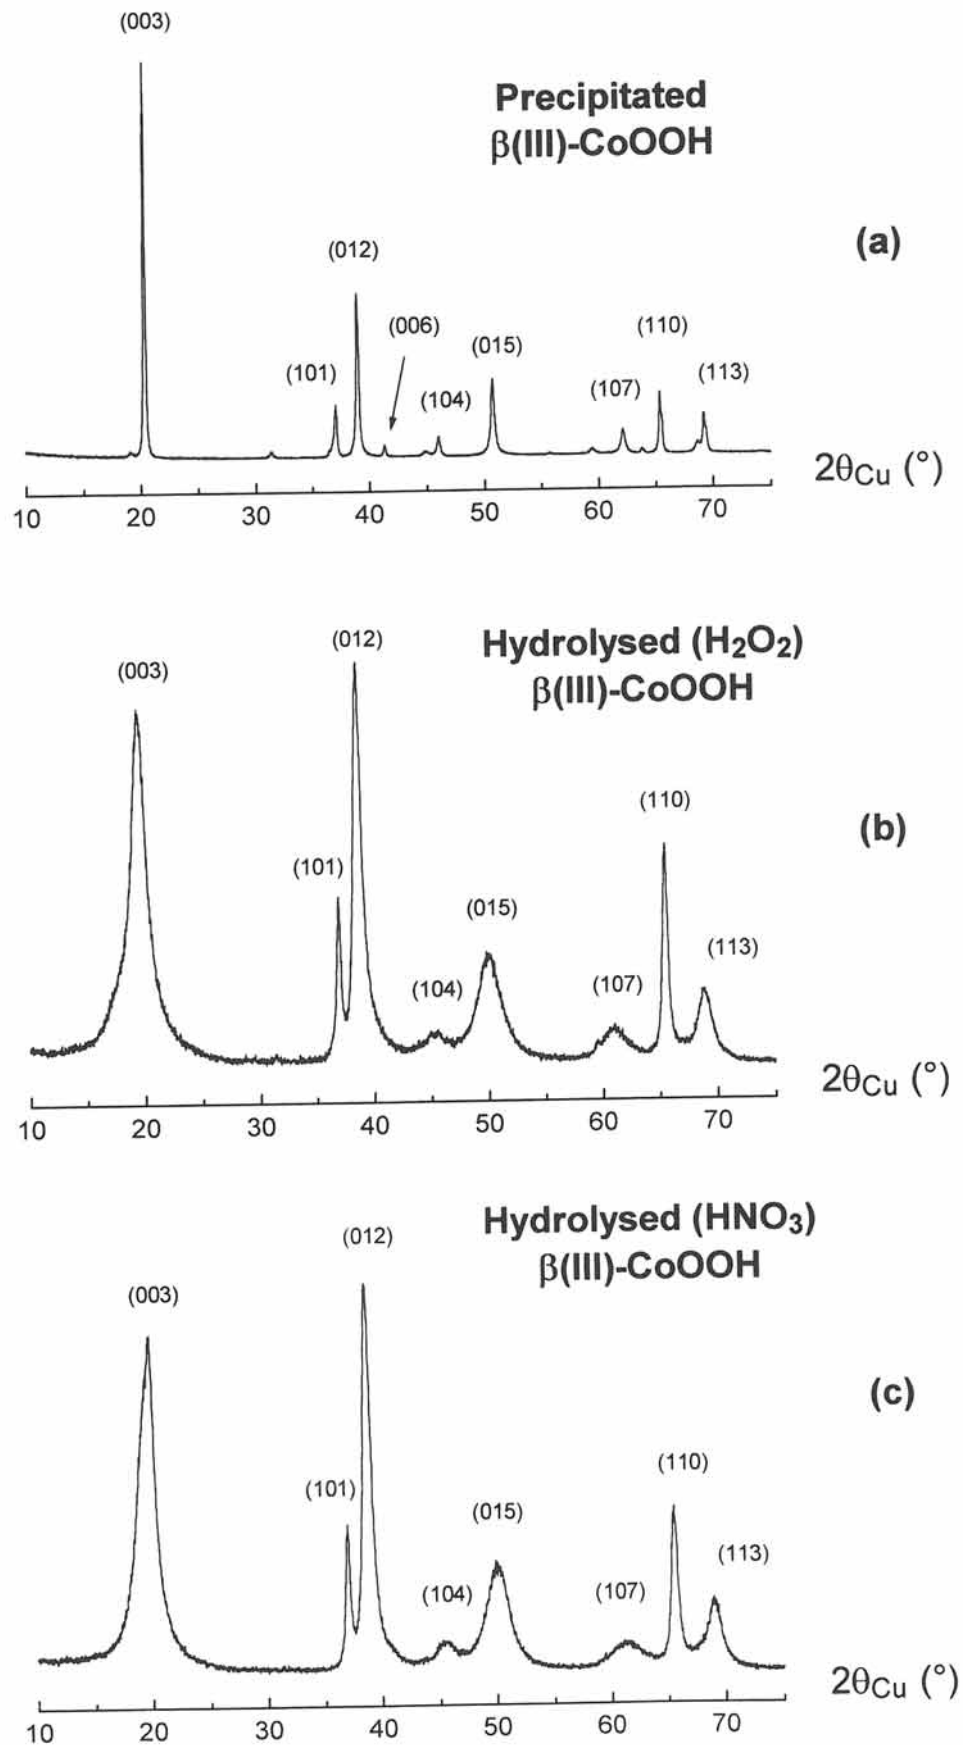 (003)
Precipitated
β(III)-CoOOH
(a)
(012)
(006)
(110)
(015)
(101)
(113)
(104)
(107)
2θCu (°)
10 20 30 40 50 60 70
Hydrolysed (H2O2)
β(III)-CoOOH
(012)
(003)
(110)
(b)
(101)
(015)
(113)
(104)
(107)
2θCu (°)
10 20 30 40 50 60 70
Hydrolysed (HNO3)
β(III)-CoOOH
(012)
(003)
(c)
(110)
(101)
(015)
(113)
(104)
(107)
2θCu (°)
10 20 30 40 50 60 70